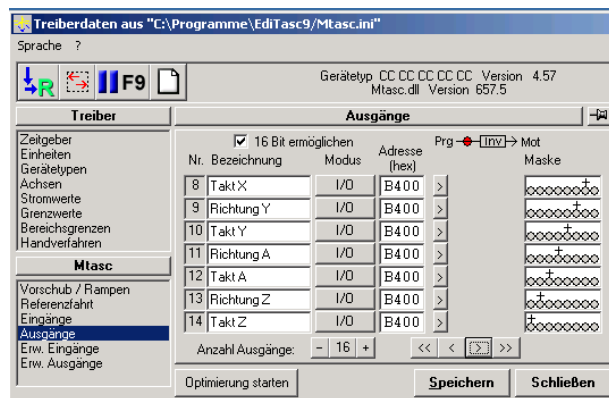 Treiberdaten aus "C:\Programme\EdiTasc9/Mtasc.ini"
Sprache ?
R F9 Gerätetyp CC CC CC CC CC Version 4.57
Mtasc.dll Version 657.5
Treiber
Zeitgeber
Einheiten
Gerätetypen
Achsen
Stromwerte
Grenzwerte
Bereichsgrenzen
Handverfahren
Mtasc
Vorschub / Rampen
Referenzfahrt
Eingänge
Ausgänge
Erw. Eingänge
Erw. Ausgänge
Ausgänge
16 Bit ermöglichen
Prg Inv Mot
Nr. Bezeichnung Modus Adresse (hex) Maske
8 Takt X I/O B400 >
9 Richtung Y I/O B400 >
10 Takt Y I/O B400 >
11 Richtung A I/O B400 >
12 Takt A I/O B400 >
13 Richtung Z I/O B400 >
14 Takt Z I/O B400 >
Anzahl Ausgänge: - 16 + << < > >>
Optimierung starten Speichern Schließen